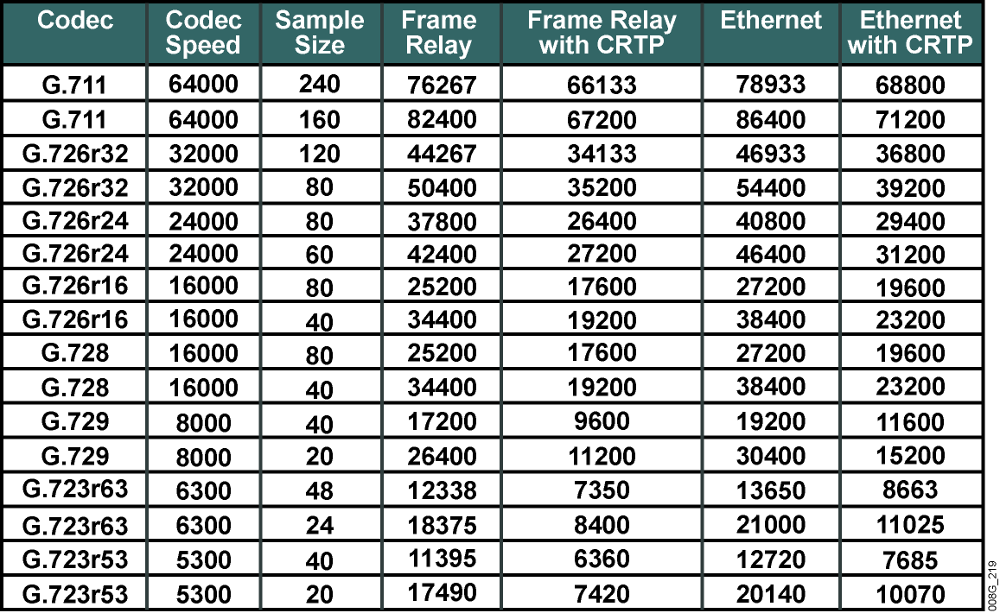 Codec Codec Speed Sample Size Frame Relay Frame Relay with CRTP Ethernet Ethernet with CRTP
G.711 64000 240 76267 66133 78933 68800
G.711 64000 160 82400 67200 86400 71200
G.726r32 32000 120 44267 34133 46933 36800
G.726r32 32000 80 50400 35200 54400 39200
G.726r24 24000 80 37800 26400 40800 29400
G.726r24 24000 60 42400 27200 46400 31200
G.726r16 16000 80 25200 17600 27200 19600
G.726r16 16000 40 34400 19200 38400 23200
G.728 16000 80 25200 17600 27200 19600
G.728 16000 40 34400 19200 38400 23200
G.729 8000 40 17200 9600 19200 11600
G.729 8000 20 26400 11200 30400 15200
G.723r63 6300 48 12338 7350 13650 8663
G.723r63 6300 24 18375 8400 21000 11025
G.723r53 5300 40 11395 6360 12720 7685
G.723r53 5300 20 17490 7420 20140 10070
008G_219